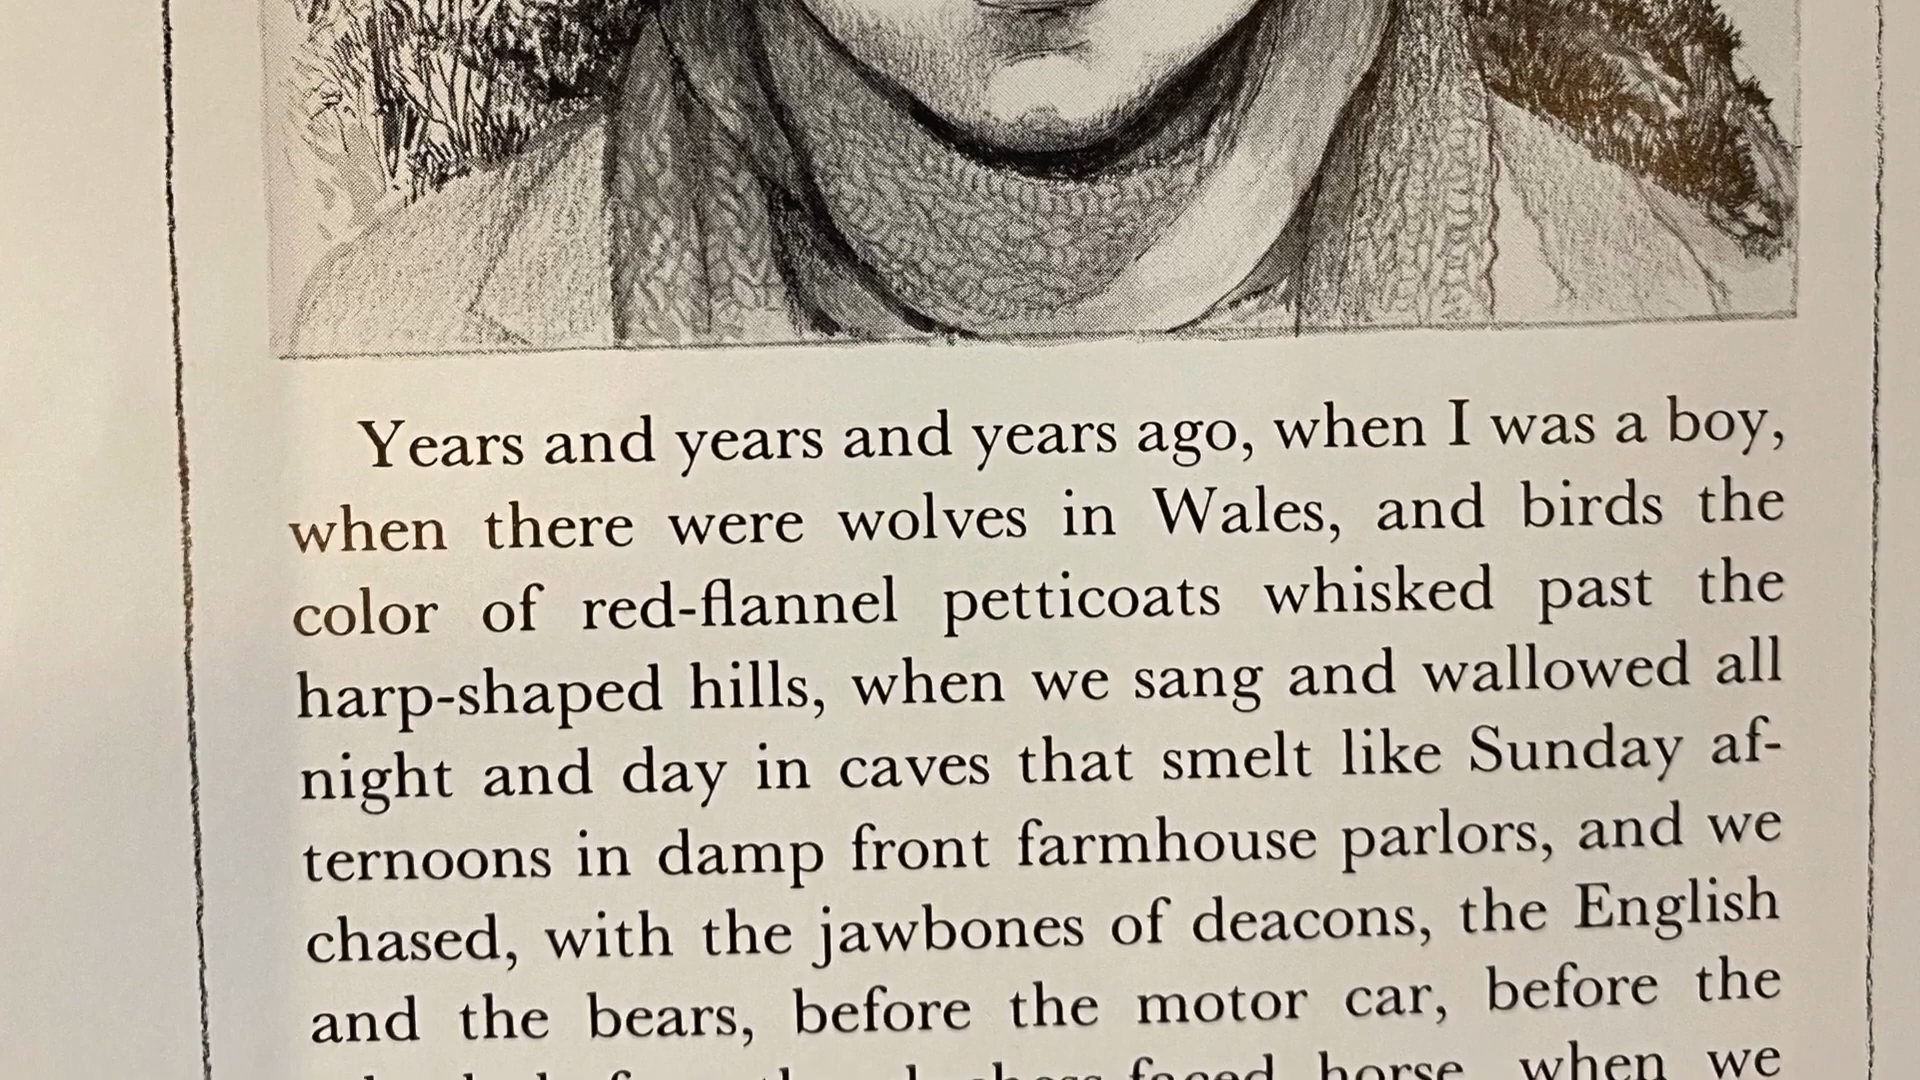 Years and years and years ago, when I was a boy,
when there were wolves in Wales, and birds the
color of red-flannel petticoats whisked past the
harp-shaped hills, when we sang and wallowed all
night and day in caves that smelt like Sunday af-
ternoons in damp front farmhouse parlors, and we
chased, with the jawbones of deacons, the English
and the bears, before the motor car, before the
horse, when we